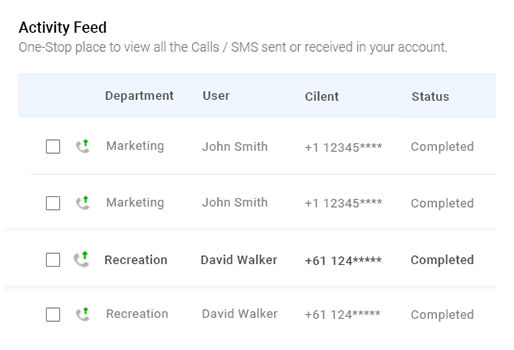 Activity Feed
One-Stop place to view all the Calls / SMS sent or received in your account.
Department User Cilent Status
Marketing John Smith +1 12345**** Completed
Marketing John Smith +1 12345**** Completed
Recreation David Walker +61 124***** Completed
Recreation David Walker +61 124***** Completed